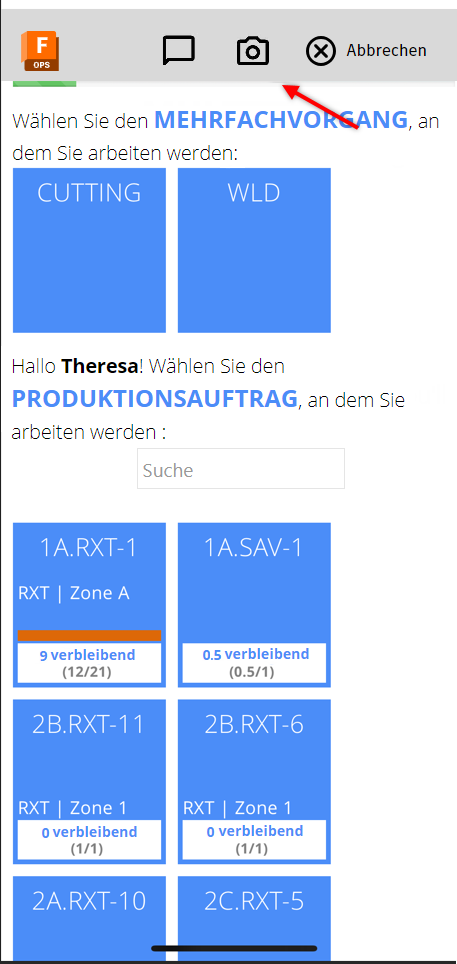 F
OPS
Abbrechen
Wählen Sie den MEHRFACHVORGANG, an
dem Sie arbeiten werden:
CUTTING
WLD
Hallo Theresa! Wählen Sie den
PRODUKTIONSAUFTRAG, an dem Sie
arbeiten werden :
Suche
1A.RXT-1
RXT | Zone A
9 verbleibend
(12/21)
1A.SAV-1
0.5 verbleibend
(0.5/1)
2B.RXT-11
RXT | Zone 1
0 verbleibend
(1/1)
2B.RXT-6
RXT | Zone 1
0 verbleibend
(1/1)
2A.RXT-10
2C.RXT-5